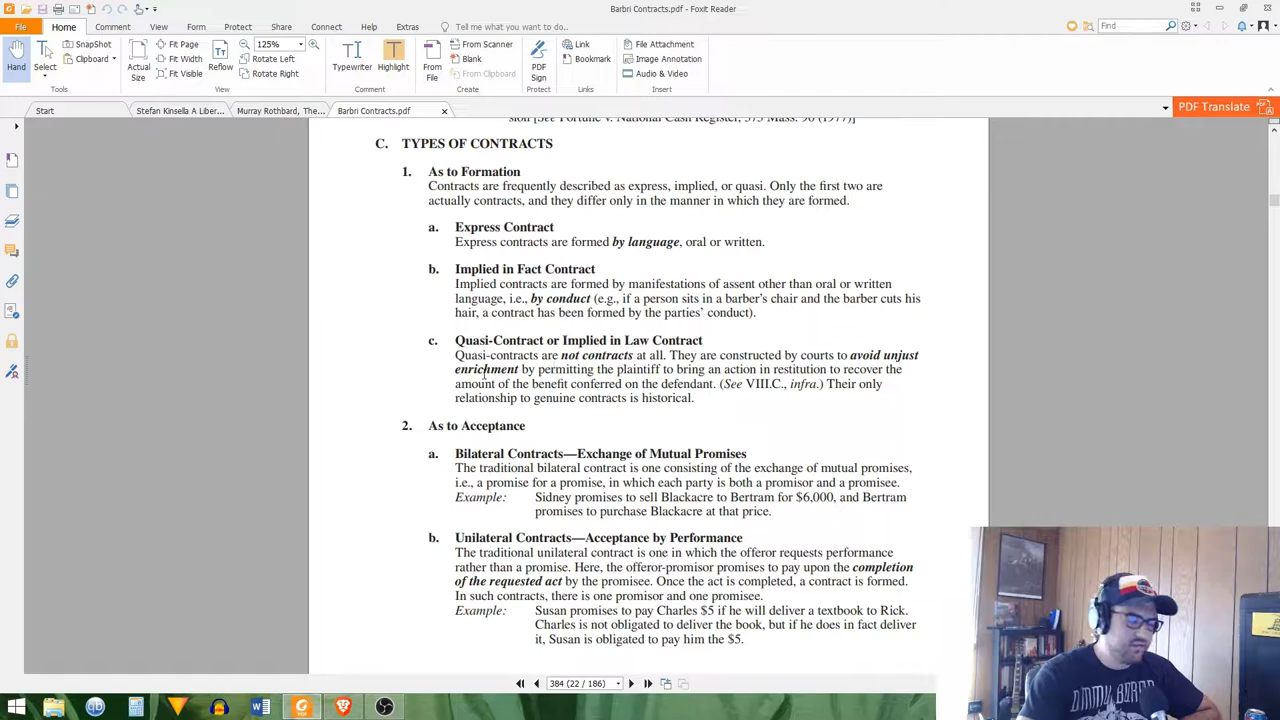 Barbri Contracts.pdf - Foxit Reader
File Home Comment View Form Protect Share Connect Help Extras Tell me what you want to do... Find
Hand
Select
SnapShot
Clipboard
Tools
Actual Size
Fit Page
Fit Width
Fit Visible
Reflow
125%
Rotate Left
Rotate Right
View
Typewriter
Highlight
Comment
From File
From Scanner
Blank
From Clipboard
Create
PDF Sign
Protect
Link
Bookmark
Links
File Attachment
Image Annotation
Audio & Video
Insert
Start Stefan Kinsella A Liber... Murray Rothbard, The... Barbri Contracts.pdf PDF Translate
sion [See Fortune v. National Cash Register, 373 Mass. 96 (1977)]
C. TYPES OF CONTRACTS
1. As to Formation
Contracts are frequently described as express, implied, or quasi. Only the first two are
actually contracts, and they differ only in the manner in which they are formed.
a. Express Contract
Express contracts are formed by language, oral or written.
b. Implied in Fact Contract
Implied contracts are formed by manifestations of assent other than oral or written
language, i.e., by conduct (e.g., if a person sits in a barber's chair and the barber cuts his
hair, a contract has been formed by the parties' conduct).
c. Quasi-Contract or Implied in Law Contract
Quasi-contracts are not contracts at all. They are constructed by courts to avoid unjust
enrichment by permitting the plaintiff to bring an action in restitution to recover the
amount of the benefit conferred on the defendant. (See VIII.C., infra.) Their only
relationship to genuine contracts is historical.
2. As to Acceptance
a. Bilateral Contracts—Exchange of Mutual Promises
The traditional bilateral contract is one consisting of the exchange of mutual promises,
i.e., a promise for a promise, in which each party is both a promisor and a promisee.
Example: Sidney promises to sell Blackacre to Bertram for $6,000, and Bertram
promises to purchase Blackacre at that price.
b. Unilateral Contracts—Acceptance by Performance
The traditional unilateral contract is one in which the offeror requests performance
rather than a promise. Here, the offeror-promisor promises to pay upon the completion
of the requested act by the promisee. Once the act is completed, a contract is formed.
In such contracts, there is one promisor and one promisee.
Example: Susan promises to pay Charles $5 if he will deliver a textbook to Rick.
Charles is not obligated to deliver the book, but if he does in fact deliver
it, Susan is obligated to pay him the $5.
384 (22 / 186)